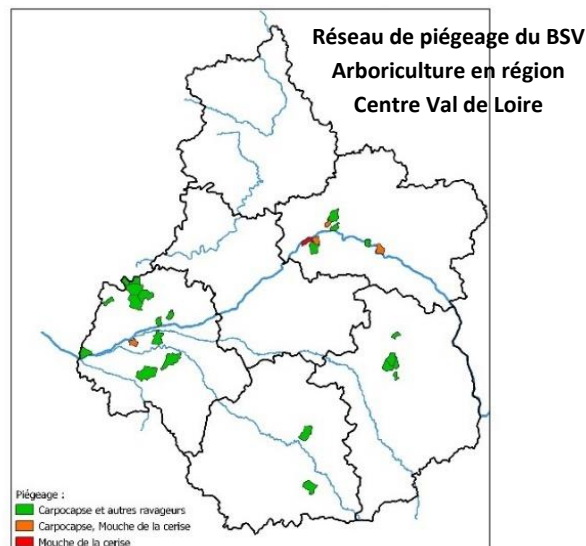 Réseau de piégeage du BSV
Arboriculture en région
Centre Val de Loire
Piégeage :
Carpocapse et autres ravageurs
Carpocapse, Mouche de la cerise
Mouche de la cerise